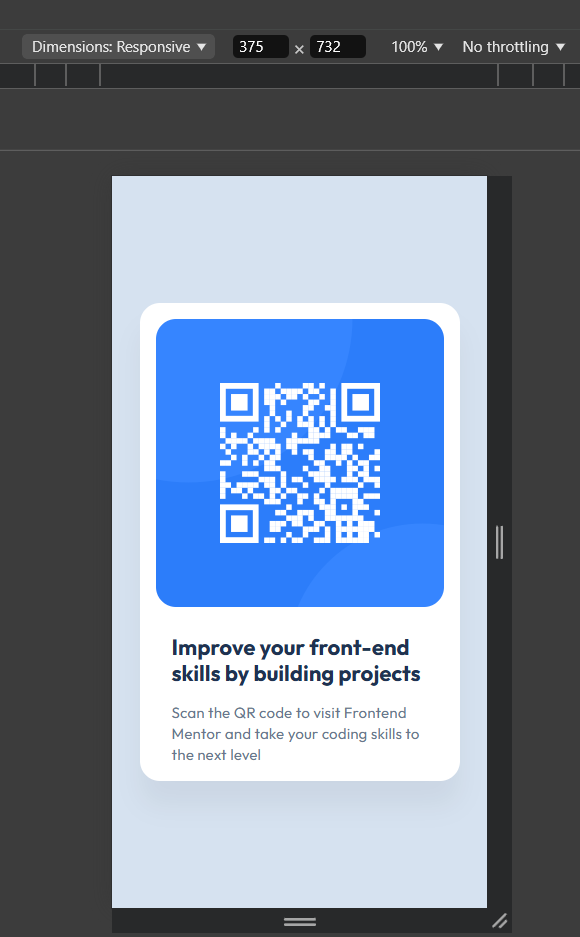 Dimensions: Responsive ▼ 375 × 732 100% ▼ No throttling ▼
Improve your front-end
skills by building projects
Scan the QR code to visit Frontend
Mentor and take your coding skills to
the next level